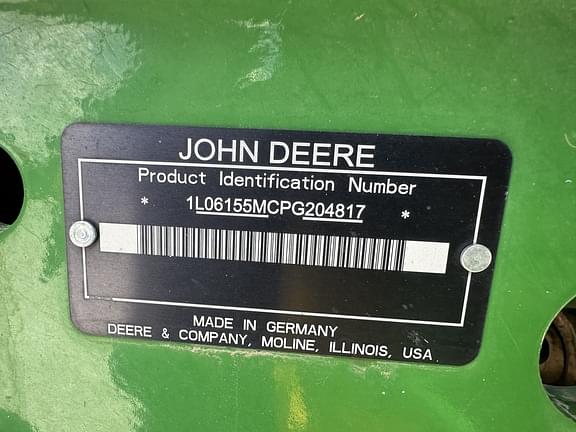 JOHN DEERE
Product Identification Number
* 1L06155MCPG204817 *
MADE IN GERMANY
DEERE & COMPANY, MOLINE, ILLINOIS, USA